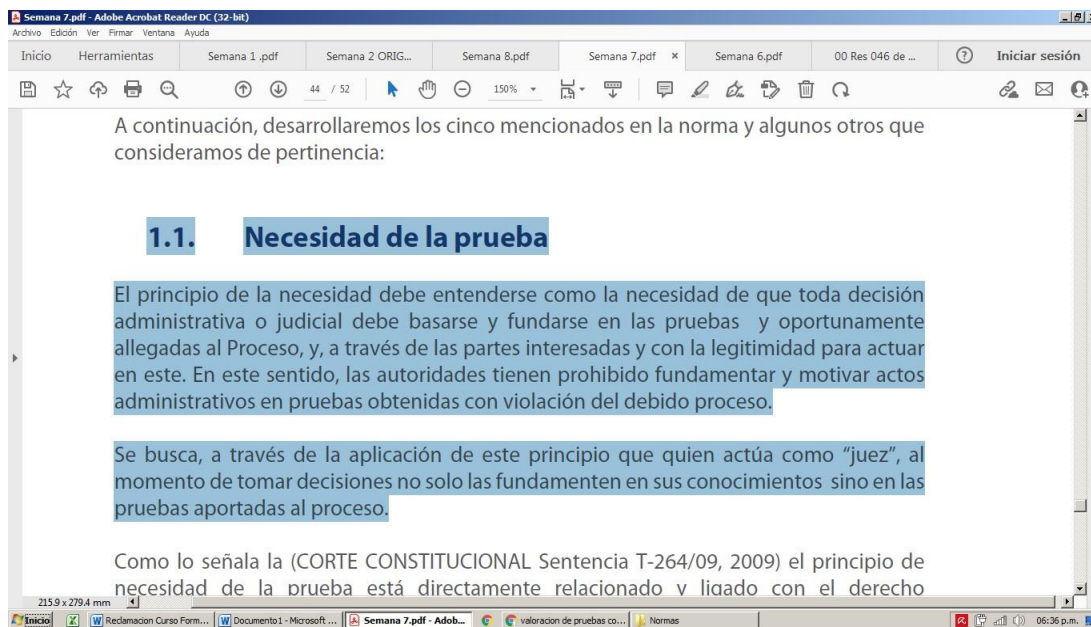 Semana 7.pdf - Adobe Acrobat Reader DC (32-bit)
Archivo Edición Ver Firmar Ventana Ayuda
Inicio Herramientas Semana 1 .pdf Semana 2 ORIG... Semana 8.pdf Semana 7.pdf × Semana 6.pdf 00 Res 046 de ... Iniciar sesión
44 / 52 150%
A continuación, desarrollaremos los cinco mencionados en la norma y algunos otros que
consideramos de pertinencia:
1.1. Necesidad de la prueba
El principio de la necesidad debe entenderse como la necesidad de que toda decisión
administrativa o judicial debe basarse y fundarse en las pruebas y oportunamente
allegadas al Proceso, y, a través de las partes interesadas y con la legitimidad para actuar
en este. En este sentido, las autoridades tienen prohibido fundamentar y motivar actos
administrativos en pruebas obtenidas con violación del debido proceso.
Se busca, a través de la aplicación de este principio que quien actúa como “juez”, al
momento de tomar decisiones no solo las fundamenten en sus conocimientos sino en las
pruebas aportadas al proceso.
Como lo señala la (CORTE CONSTITUCIONAL Sentencia T-264/09, 2009) el principio de
necesidad de la prueba está directamente relacionado y ligado con el derecho
215.9 x 279.4 mm
Inicio Reclamacion Curso Form... Documento1 - Microsoft ... Semana 7.pdf - Adob... valoracion de pruebas co... Normas 06:36 p.m.